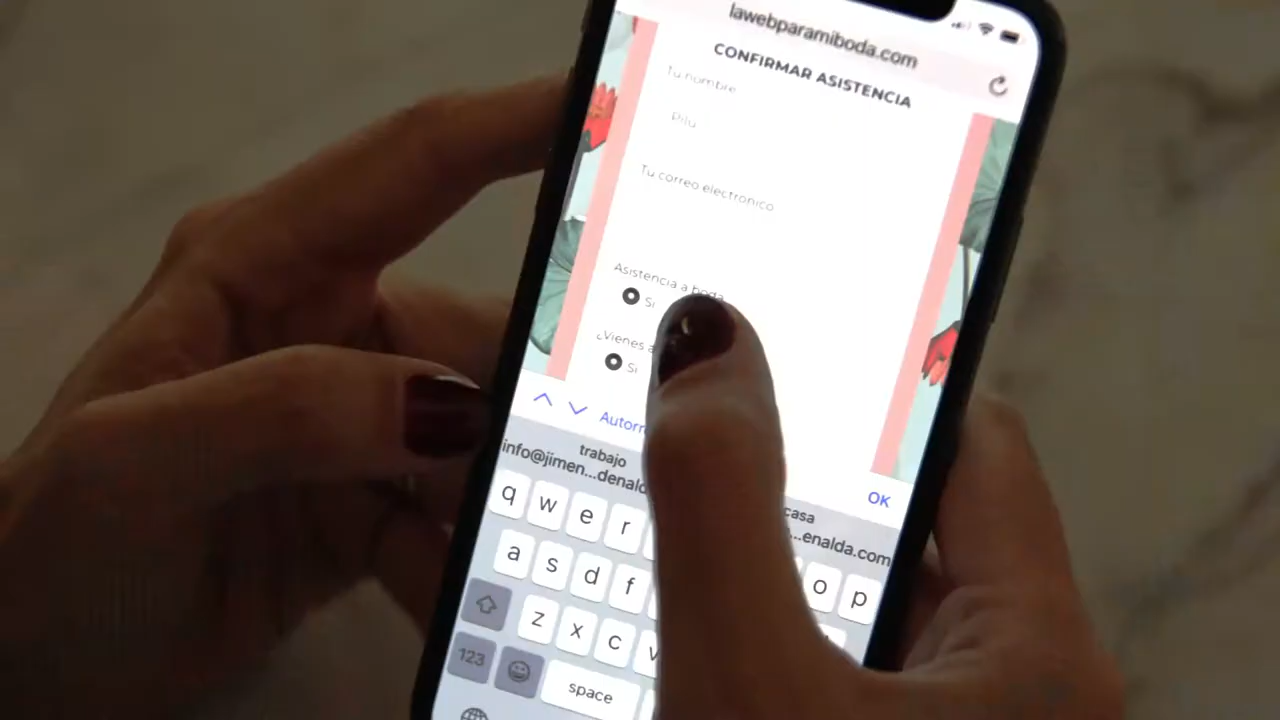 lawebparamiboda.com
CONFIRMAR ASISTENCIA
Tu nombre
Pilu
Tu correo electronico
Asistencia a boda
Si
¿Vienes a
Si
OK
trabajo
info@jimen...denald
casa
...enalda.com
q w e r
o p
a s d f
z x c v
123
space